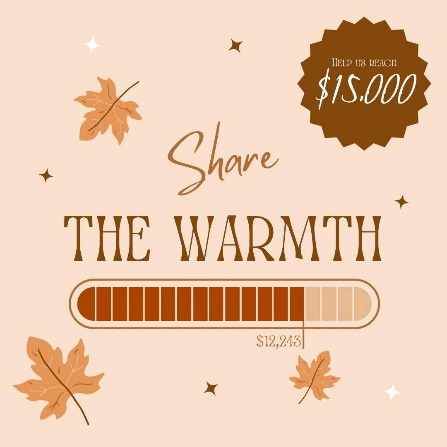 HELP US REACH
$15,000
Share
THE WARMTH
$12,243